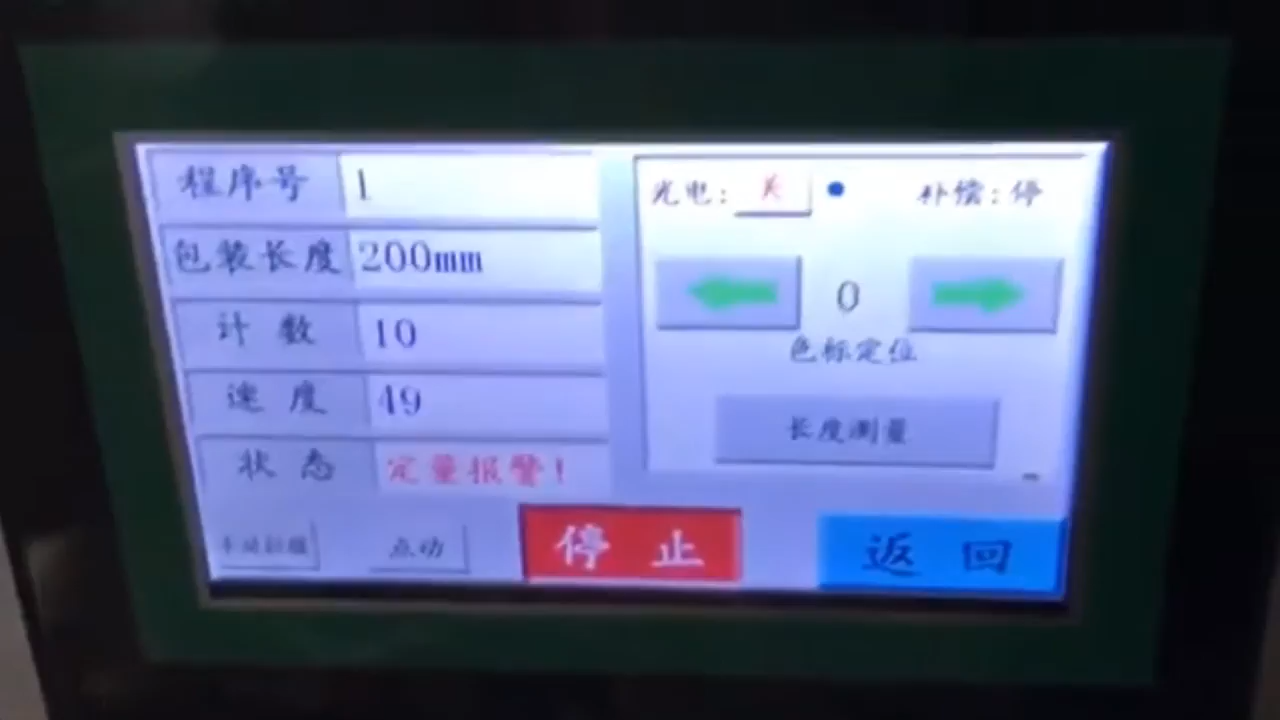 程序号 1
包装长度 200mm
计数 10
速度 49
状态 定量报警!
点动
停止
返回
光电: 关
补偿:停
0
色标定位
长度测量